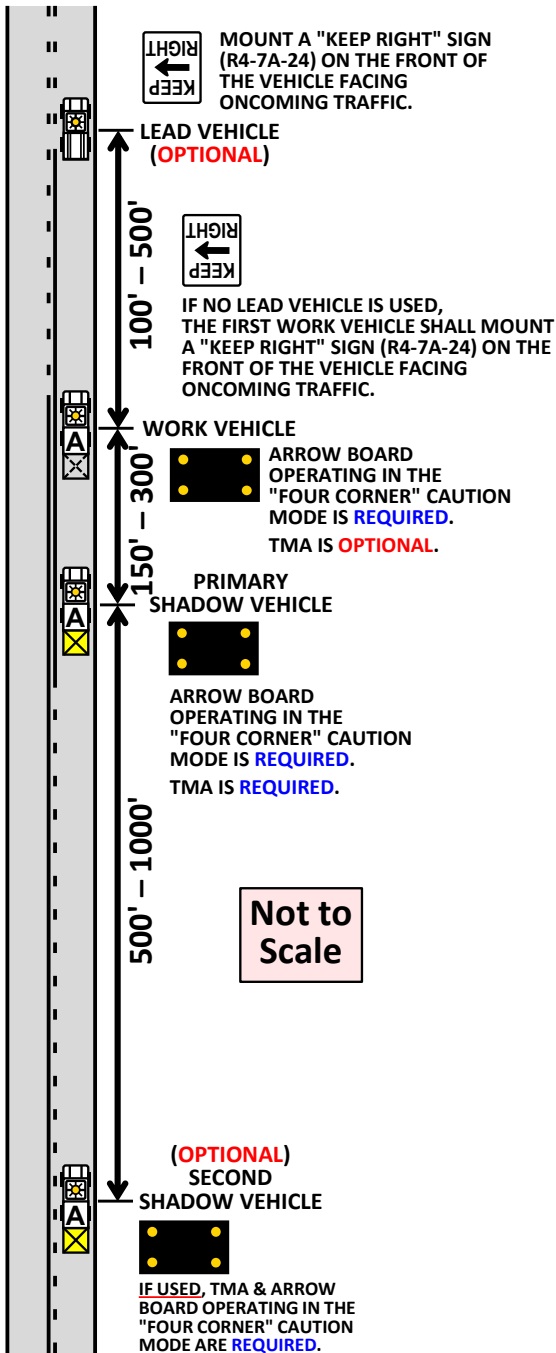 KEEP
RIGHT
MOUNT A "KEEP RIGHT" SIGN
(R4-7A-24) ON THE FRONT OF
THE VEHICLE FACING
ONCOMING TRAFFIC.
LEAD VEHICLE
(OPTIONAL)
100' – 500'
KEEP
RIGHT
IF NO LEAD VEHICLE IS USED,
THE FIRST WORK VEHICLE SHALL MOUNT
A "KEEP RIGHT" SIGN (R4-7A-24) ON THE
FRONT OF THE VEHICLE FACING
ONCOMING TRAFFIC.
A
WORK VEHICLE
ARROW BOARD
OPERATING IN THE
"FOUR CORNER" CAUTION
MODE IS REQUIRED.
TMA IS OPTIONAL.
150' – 300'
A
PRIMARY
SHADOW VEHICLE
ARROW BOARD
OPERATING IN THE
"FOUR CORNER" CAUTION
MODE IS REQUIRED.
TMA IS REQUIRED.
500' – 1000'
Not to
Scale
A
(OPTIONAL)
SECOND
SHADOW VEHICLE
IF USED, TMA & ARROW
BOARD OPERATING IN THE
"FOUR CORNER" CAUTION
MODE ARE REQUIRED.